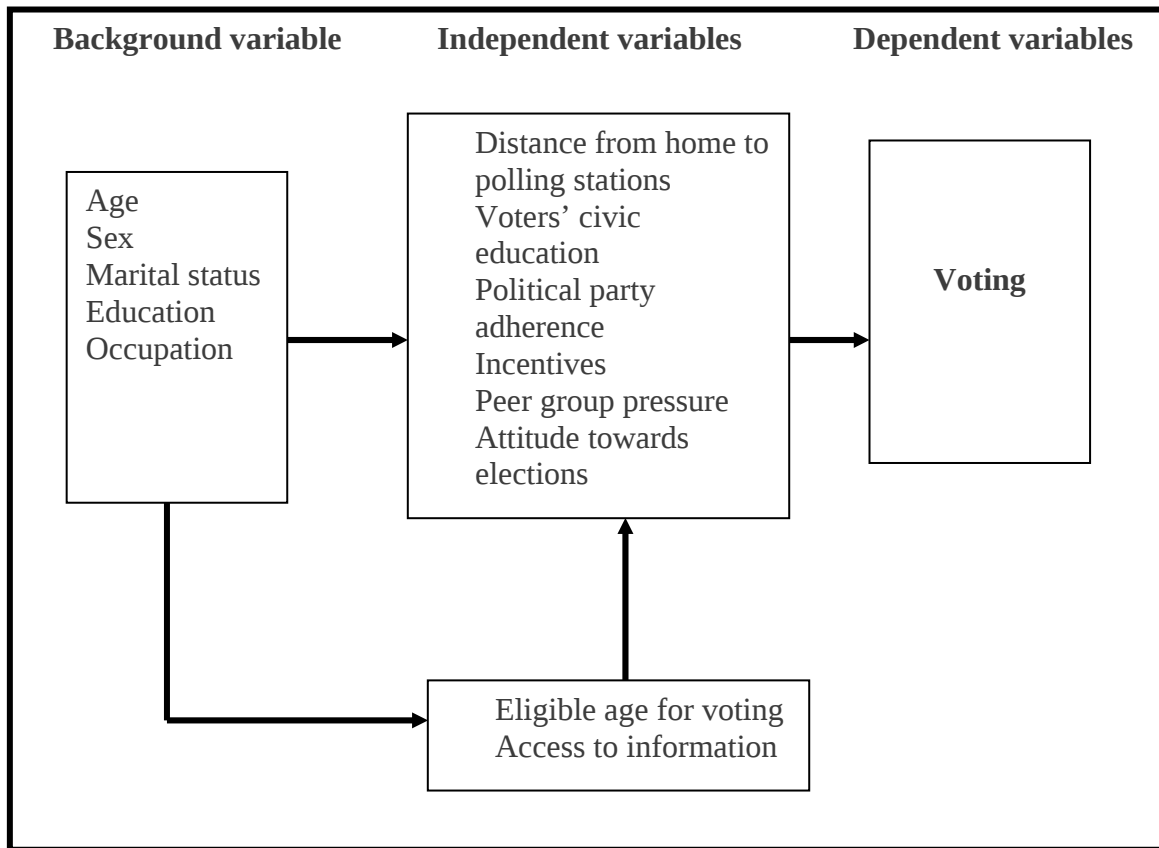 Background variable
Independent variables
Dependent variables
Age
Sex
Marital status
Education
Occupation
Distance from home to
polling stations
Voters’ civic
education
Political party
adherence
Incentives
Peer group pressure
Attitude towards
elections
Voting
Eligible age for voting
Access to information